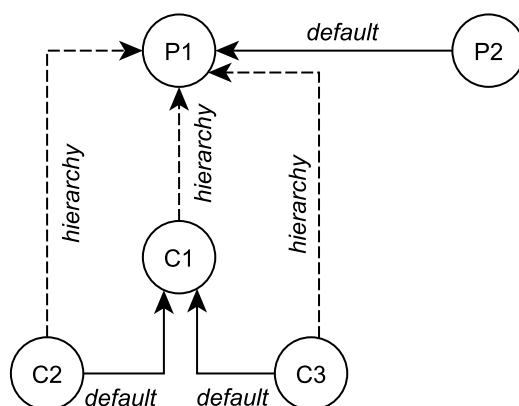 default
P1
P2
hierarchy
hierarchy
hierarchy
C1
C2
C3
default
default